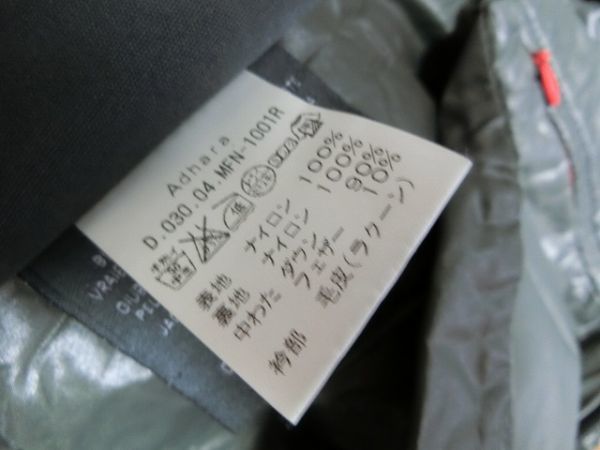 Adhara
D.030.04.MFN-1001R
低
表地 ナイロン 100%
裏地 ナイロン 100%
中わた ダウン 90%
フェザー 10%
衿部 毛皮(ラクーン)